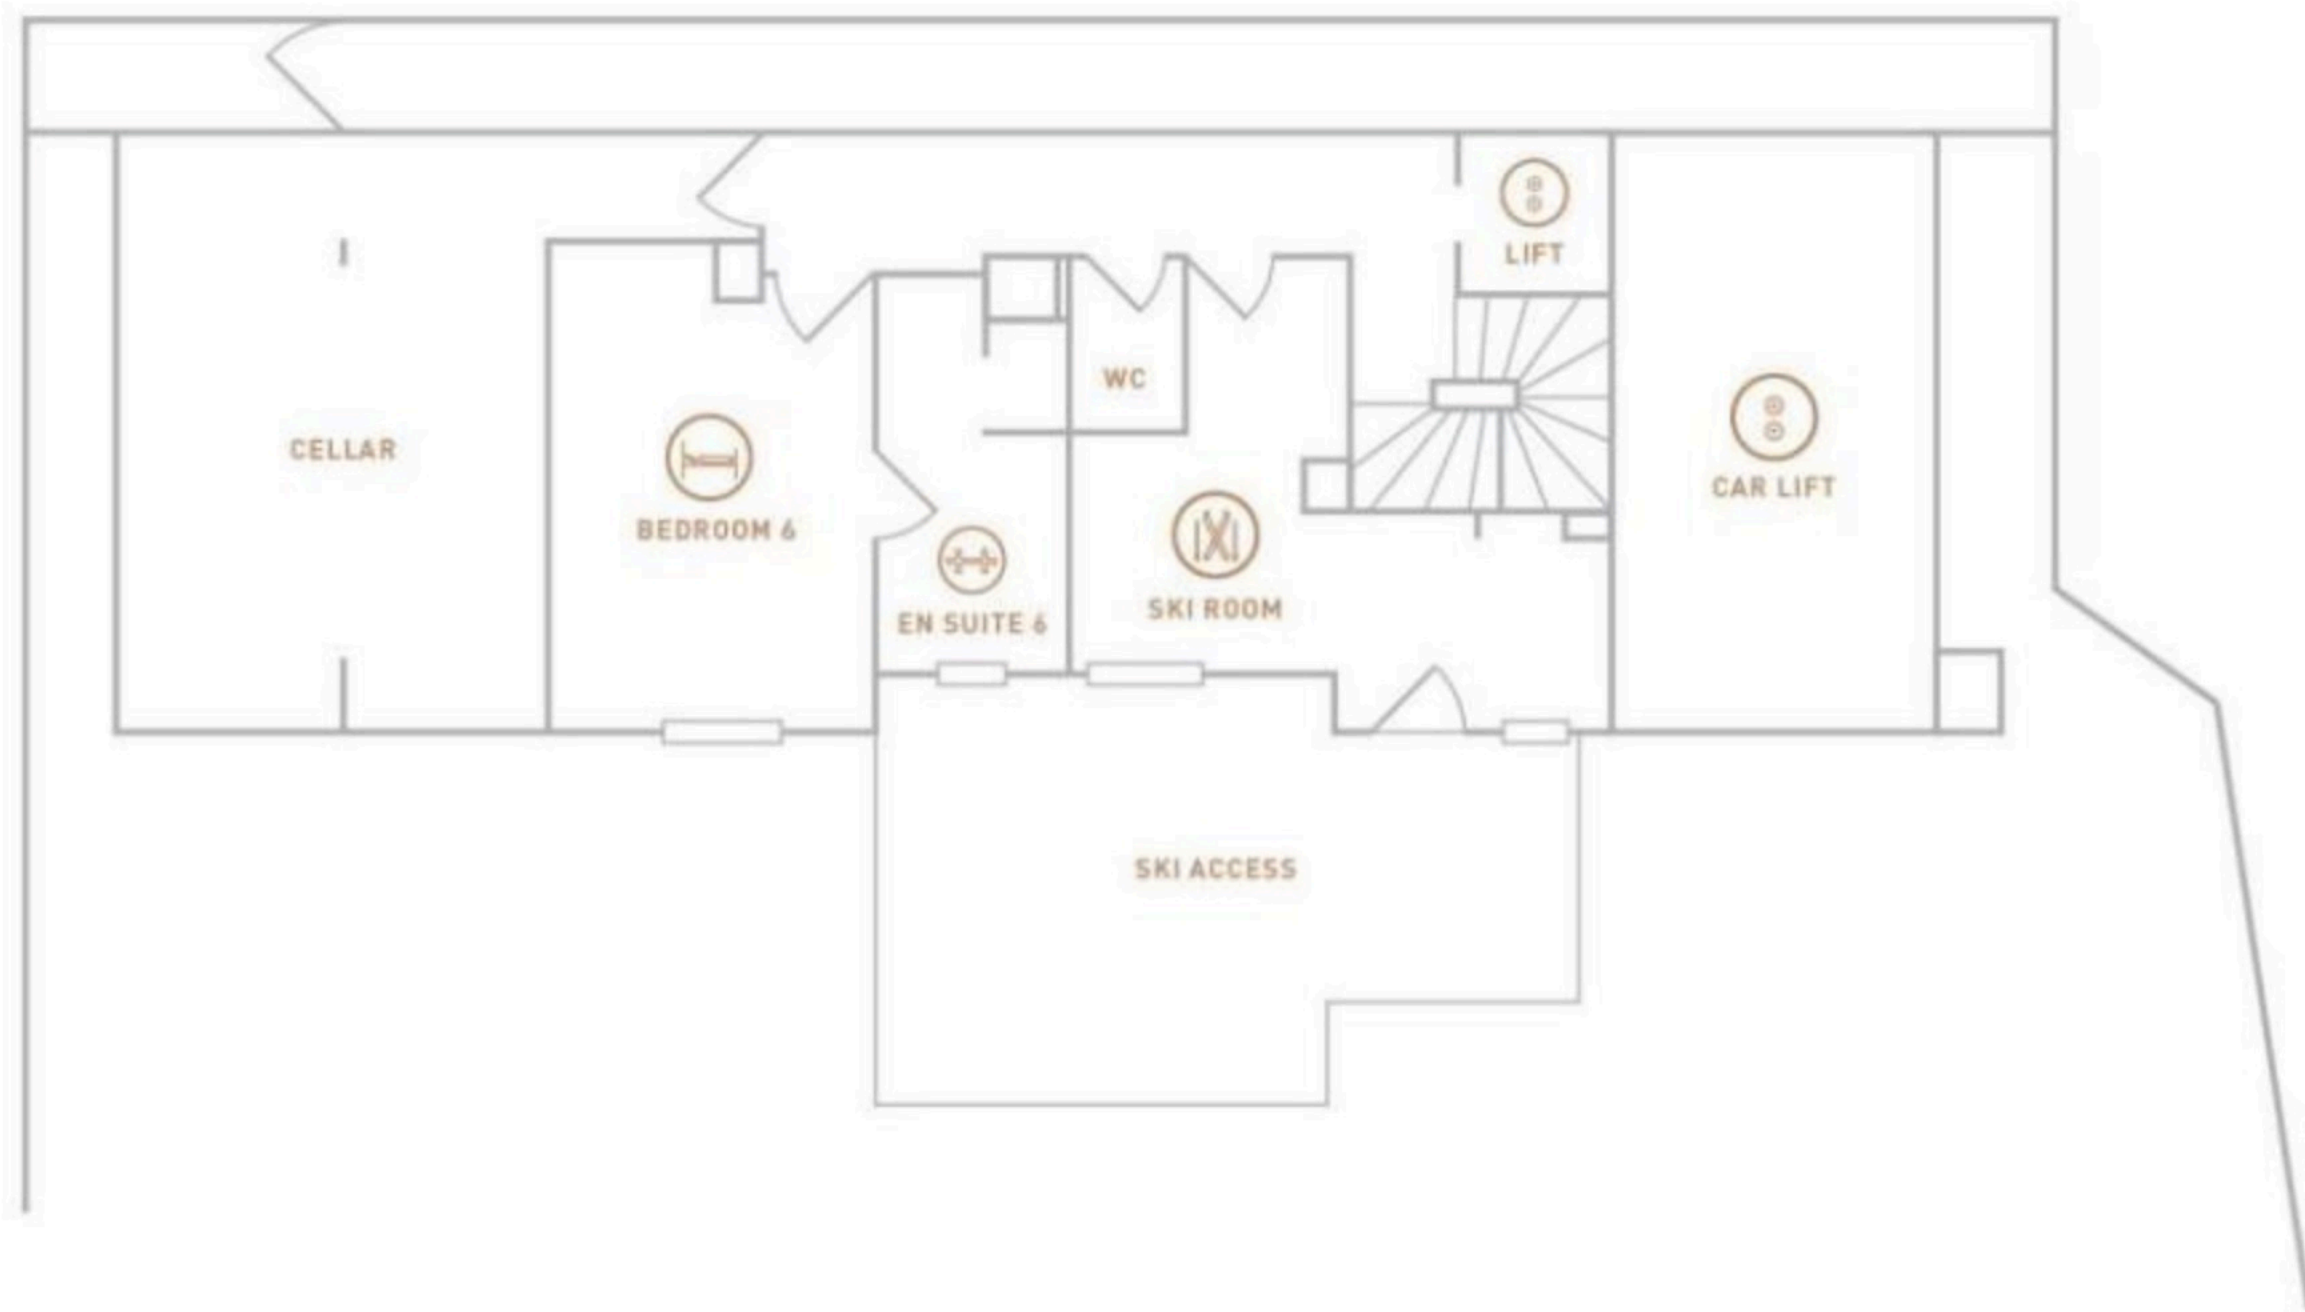 LIFT
WC
CELLAR
CAR LIFT
BEDROOM 6
SKI ROOM
EN SUITE 6
SKI ACCESS